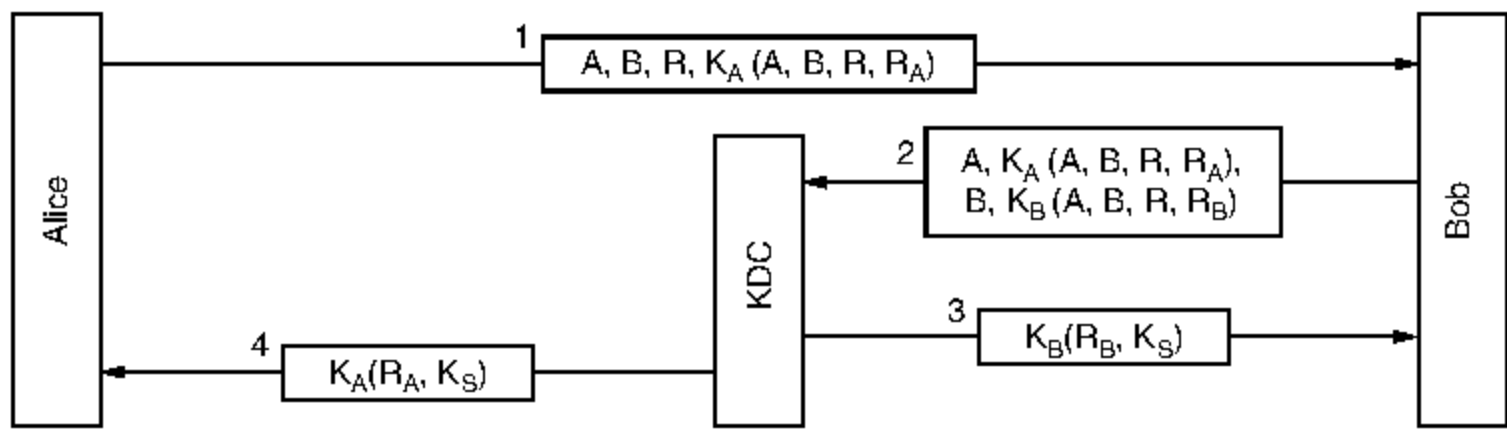 Alice
1
A, B, R, K_A (A, B, R, R_A)
2
A, K_A (A, B, R, R_A),
B, K_B (A, B, R, R_B)
KDC
3
K_B(R_B, K_S)
4
K_A(R_A, K_S)
Bob